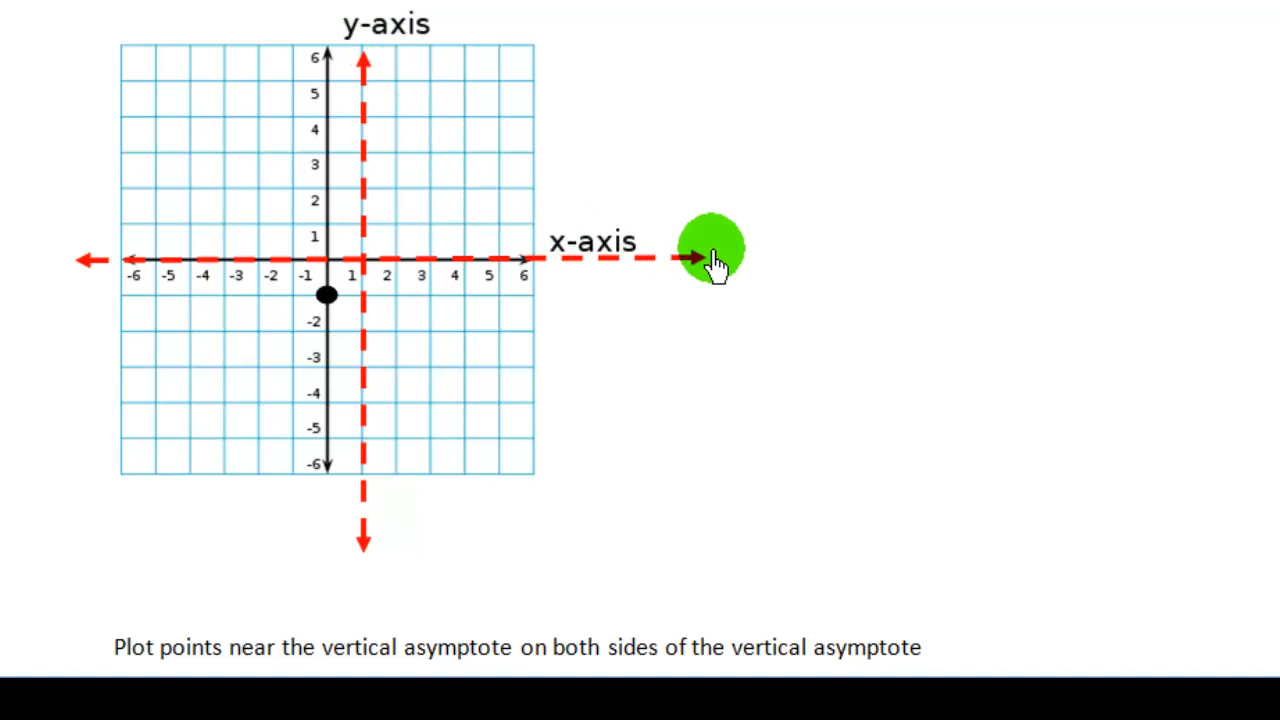 y-axis
6
5
4
3
2
1
x-axis
-6 -5 -4 -3 -2 -1 1 2 3 4 5 6
-2
-3
-4
-5
-6
Plot points near the vertical asymptote on both sides of the vertical asymptote